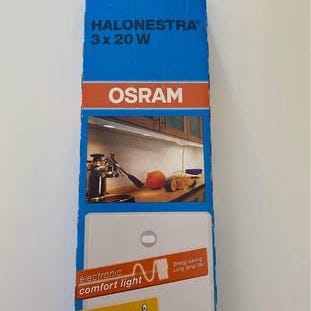 HALONESTRA®
3 x 20 W
OSRAM
Energy saving
Long lamp life
electronic
comfort light